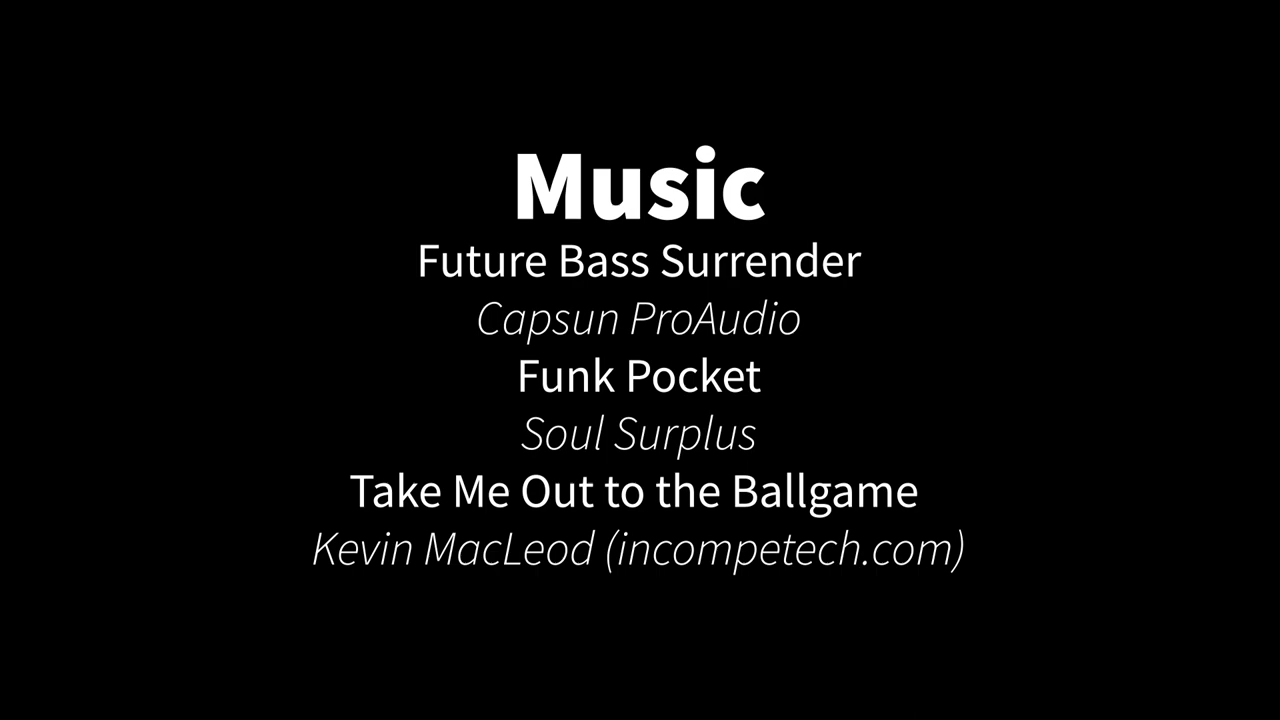 Music
Future Bass Surrender
Capsun ProAudio
Funk Pocket
Soul Surplus
Take Me Out to the Ballgame
Kevin MacLeod (incompetech.com)